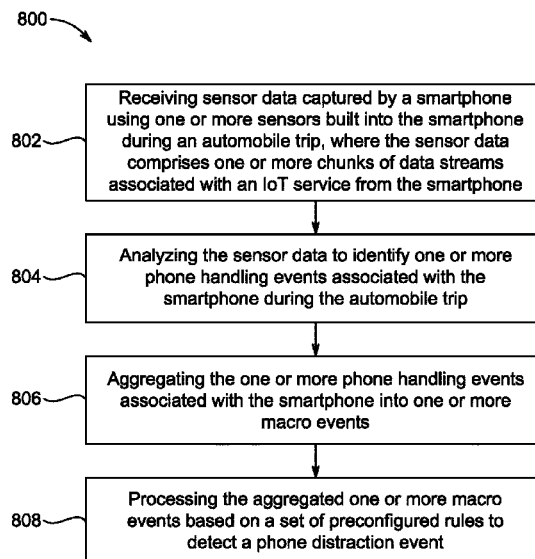 800
802
Receiving sensor data captured by a smartphone
using one or more sensors built into the smartphone
during an automobile trip, where the sensor data
comprises one or more chunks of data streams
associated with an IoT service from the smartphone
804
Analyzing the sensor data to identify one or more
phone handling events associated with the
smartphone during the automobile trip
806
Aggregating the one or more phone handling events
associated with the smartphone into one or more
macro events
808
Processing the aggregated one or more macro
events based on a set of preconfigured rules to
detect a phone distraction event